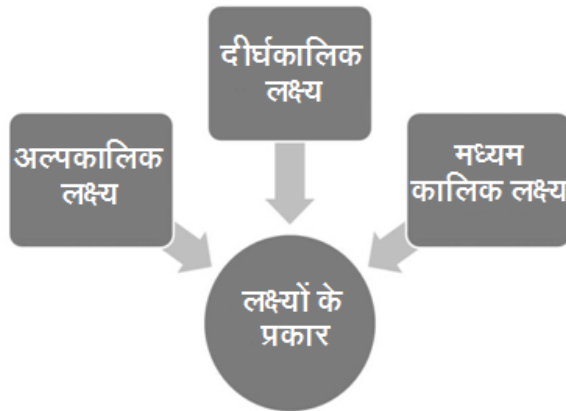 दीर्घकालिक
लक्ष्य
अल्पकालिक
लक्ष्य
मध्यम
कालिक लक्ष्य
लक्ष्यों के
प्रकार